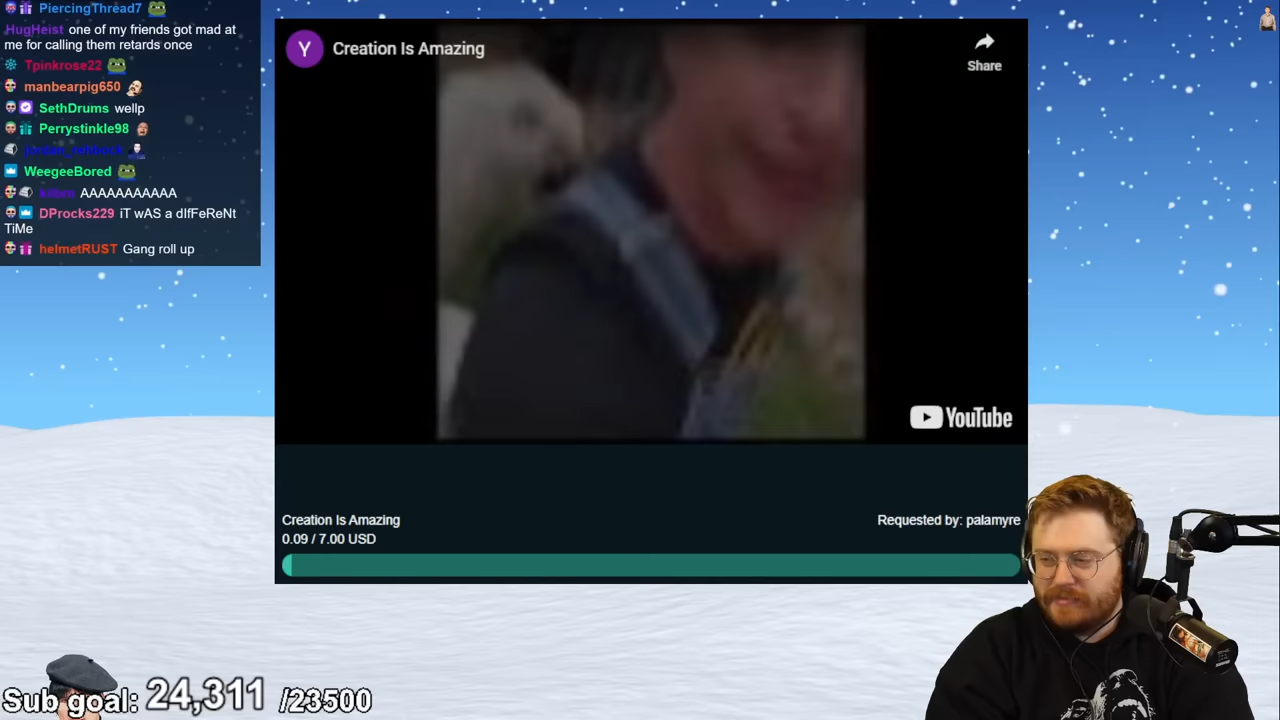 PiercingThread7
HugHeist one of my friends got mad at
me for calling them retards once
Tpinkrose22
manbearpig650
SethDrums wellp
Perrystinkle98
WeegeeBored
AAAAAAAAAAA
DProcks229 iT wAS a dIfFeReNt
TiMe
helmetRUST Gang roll up
Y Creation Is Amazing
Share
YouTube
Creation Is Amazing
Requested by: palamyre
0.09 / 7.00 USD
Sub goal: 24,311 /23500